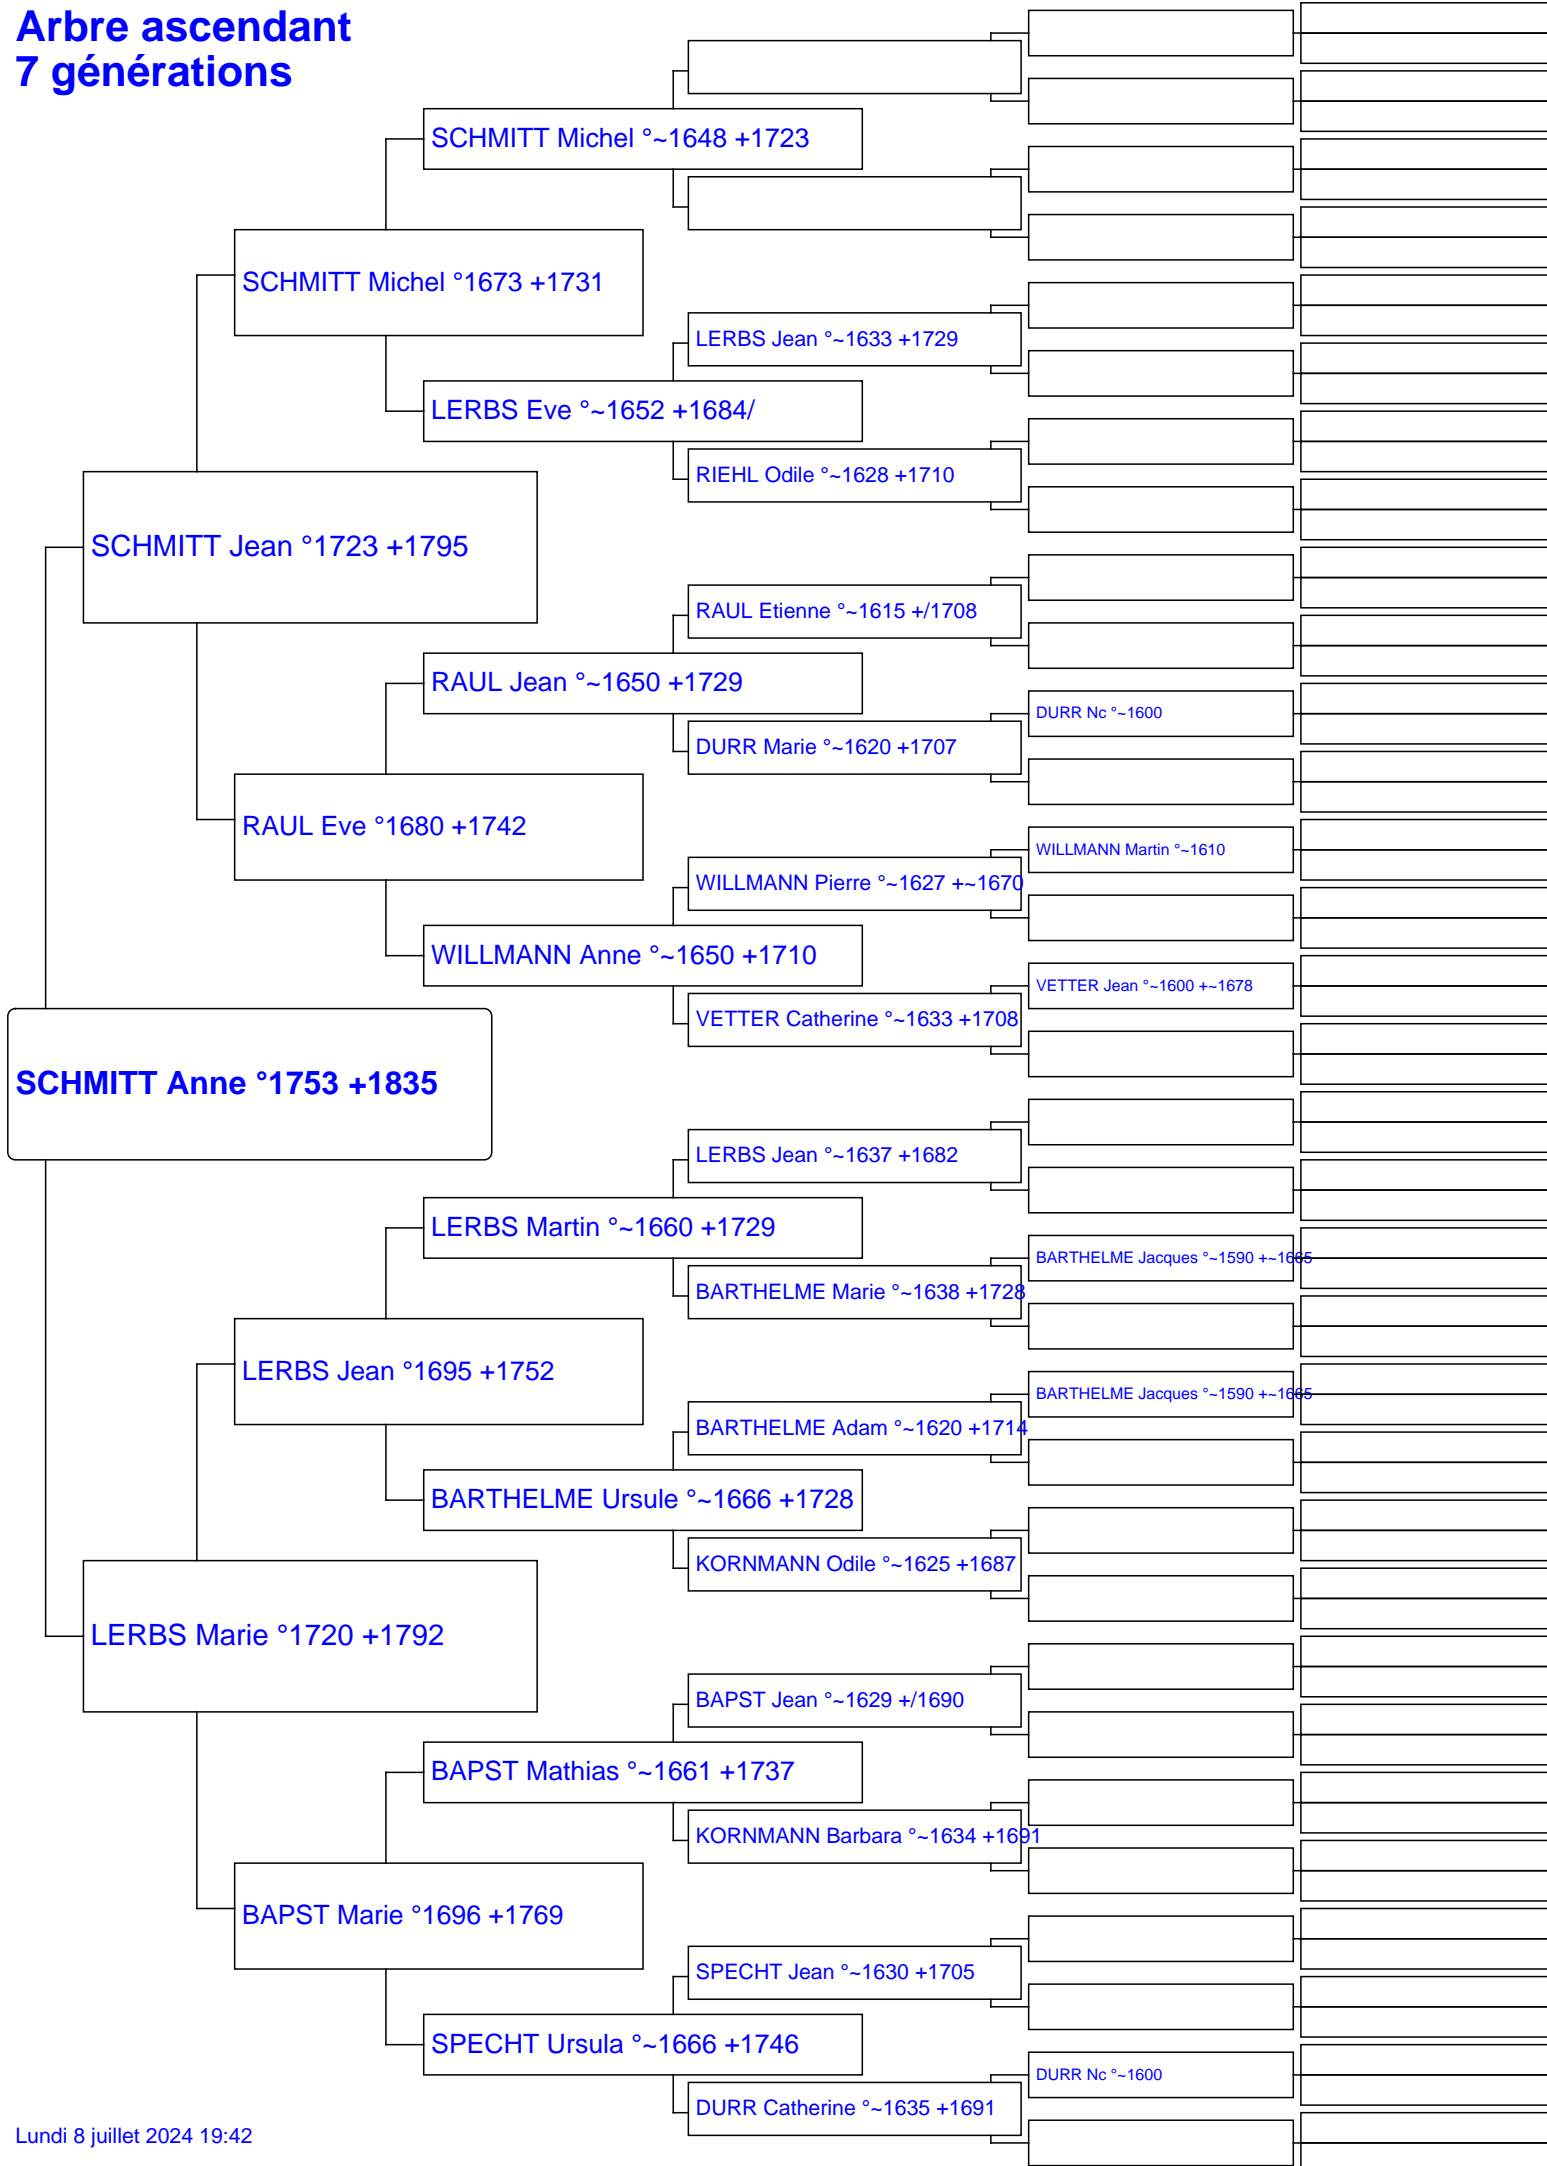 Arbre ascendant
7 générations
SCHMITT Michel °~1648 +1723
SCHMITT Michel °1673 +1731
LERBS Jean °~1633 +1729
LERBS Eve °~1652 +1684/
RIEHL Odile °~1628 +1710
SCHMITT Jean °1723 +1795
RAUL Etienne °~1615 +/1708
RAUL Jean °~1650 +1729
DURR Nc °~1600
DURR Marie °~1620 +1707
RAUL Eve °1680 +1742
WILLMANN Martin °~1610
WILLMANN Pierre °~1627 +~1670
WILLMANN Anne °~1650 +1710
VETTER Jean °~1600 +~1678
VETTER Catherine °~1633 +1708
SCHMITT Anne °1753 +1835
LERBS Jean °~1637 +1682
LERBS Martin °~1660 +1729
BARTHELME Jacques °~1590 +~1665
BARTHELME Marie °~1638 +1728
LERBS Jean °1695 +1752
BARTHELME Jacques °~1590 +~1665
BARTHELME Adam °~1620 +1714
BARTHELME Ursule °~1666 +1728
KORNMANN Odile °~1625 +1687
LERBS Marie °1720 +1792
BAPST Jean °~1629 +/1690
BAPST Mathias °~1661 +1737
KORNMANN Barbara °~1634 +1691
BAPST Marie °1696 +1769
SPECHT Jean °~1630 +1705
SPECHT Ursula °~1666 +1746
DURR Nc °~1600
DURR Catherine °~1635 +1691
Lundi 8 juillet 2024 19:42